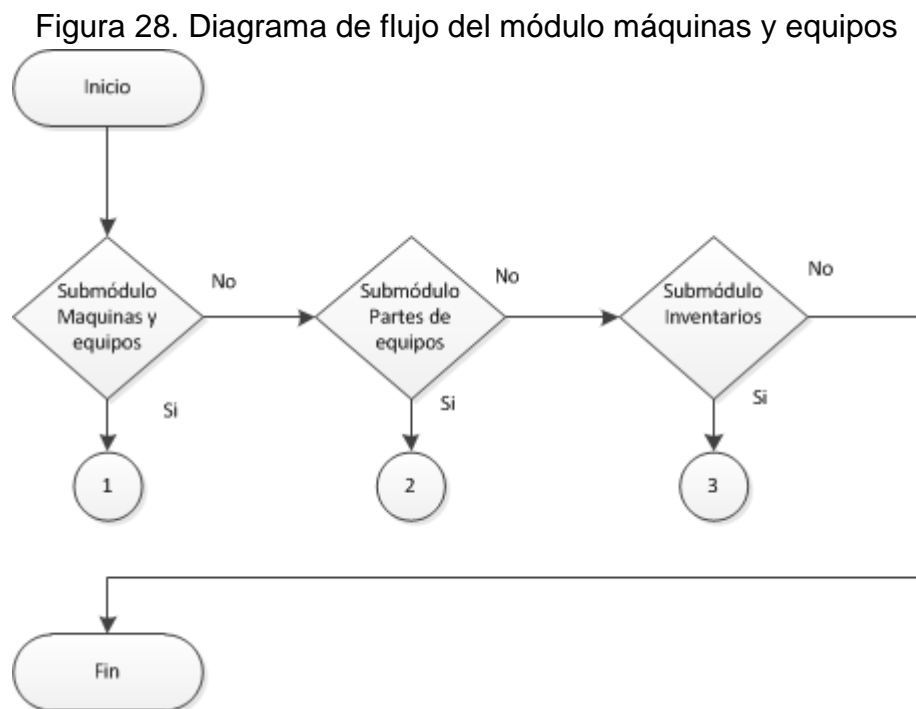 Figura 28. Diagrama de flujo del módulo máquinas y equipos
Inicio
Submódulo
Maquinas y
equipos
No
Submódulo
Partes de
equipos
No
Submódulo
Inventarios
No
Si
Si
Si
1
2
3
Fin